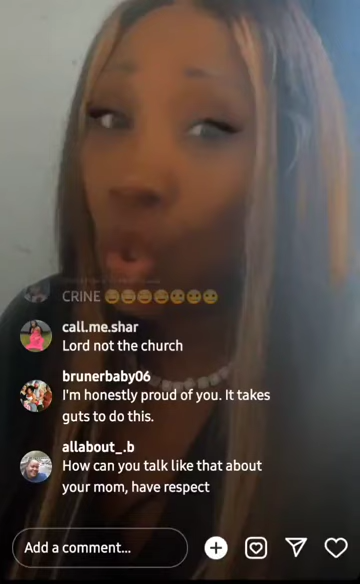 CRINE 😂😂😂😂😂😂😂
call.me.shar
Lord not the church
brunerbaby06
I'm honestly proud of you. It takes
guts to do this.
allabout_.b
How can you talk like that about
your mom, have respect
Add a comment...